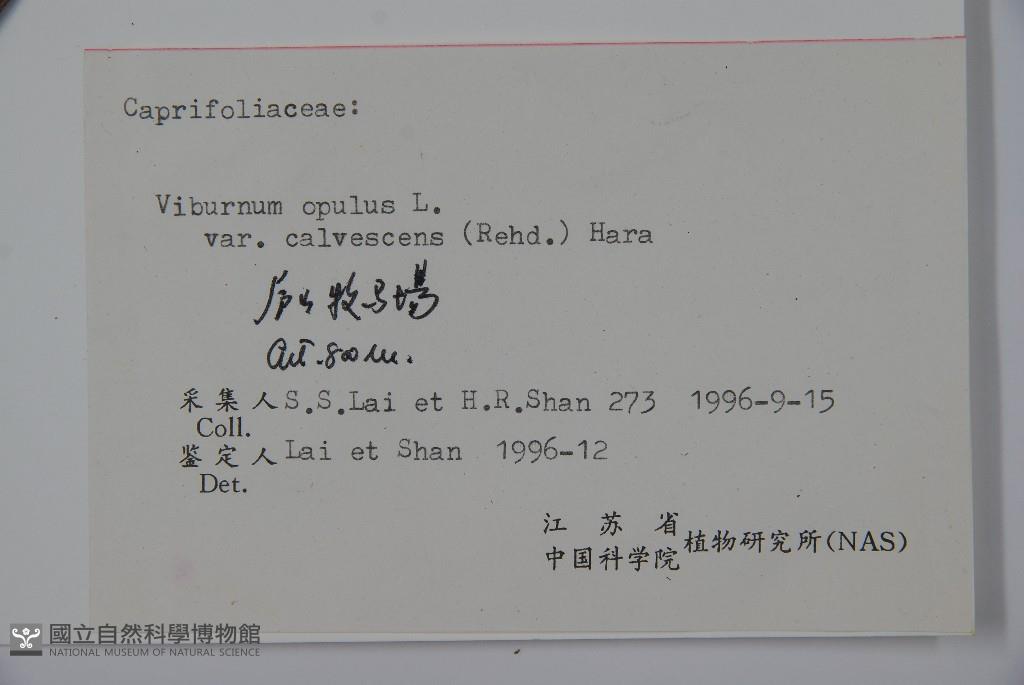 Caprifoliaceae:
Viburnum opulus L.
var. calvescens (Rehd.) Hara
庐山牧马場
alt. 800m.
采集人 S.S.Lai et H.R.Shan 273 1996-9-15
Coll.
鉴定人 Lai et Shan 1996-12
Det.
江苏省
中国科学院 植物研究所(NAS)
國立自然科學博物館
NATIONAL MUSEUM OF NATURAL SCIENCE